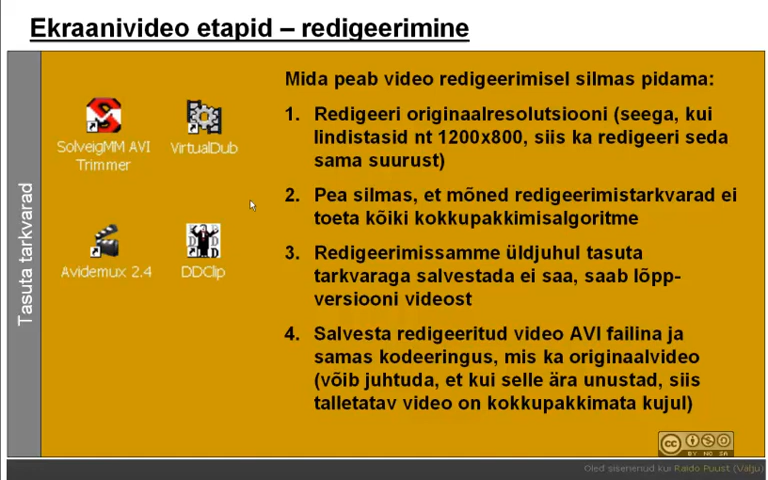 Ekraanivideo etapid – redigeerimine
Tasuta tarkvarad
SolveigMM AVI
Trimmer
VirtualDub
Avidemux 2.4
DDClip
Mida peab video redigeerimisel silmas pidama:
1. Redigeeri originaalresolutsiooni (seega, kui
lindistasid nt 1200x800, siis ka redigeeri seda
sama suurust)
2. Pea silmas, et mõned redigeerimistarkvarad ei
toeta kõiki kokkupakkimisalgoritme
3. Redigeerimissamme üldjuhul tasuta
tarkvaraga salvestada ei saa, saab lõpp-
versiooni videost
4. Salvesta redigeeritud video AVI failina ja
samas kodeeringus, mis ka originaalvideo
(võib juhtuda, et kui selle ära unustad, siis
talletatav video on kokkupakkimata kujul)
cc
BY NC SA
Oled sisenenud kui Raido Puust (Välju)